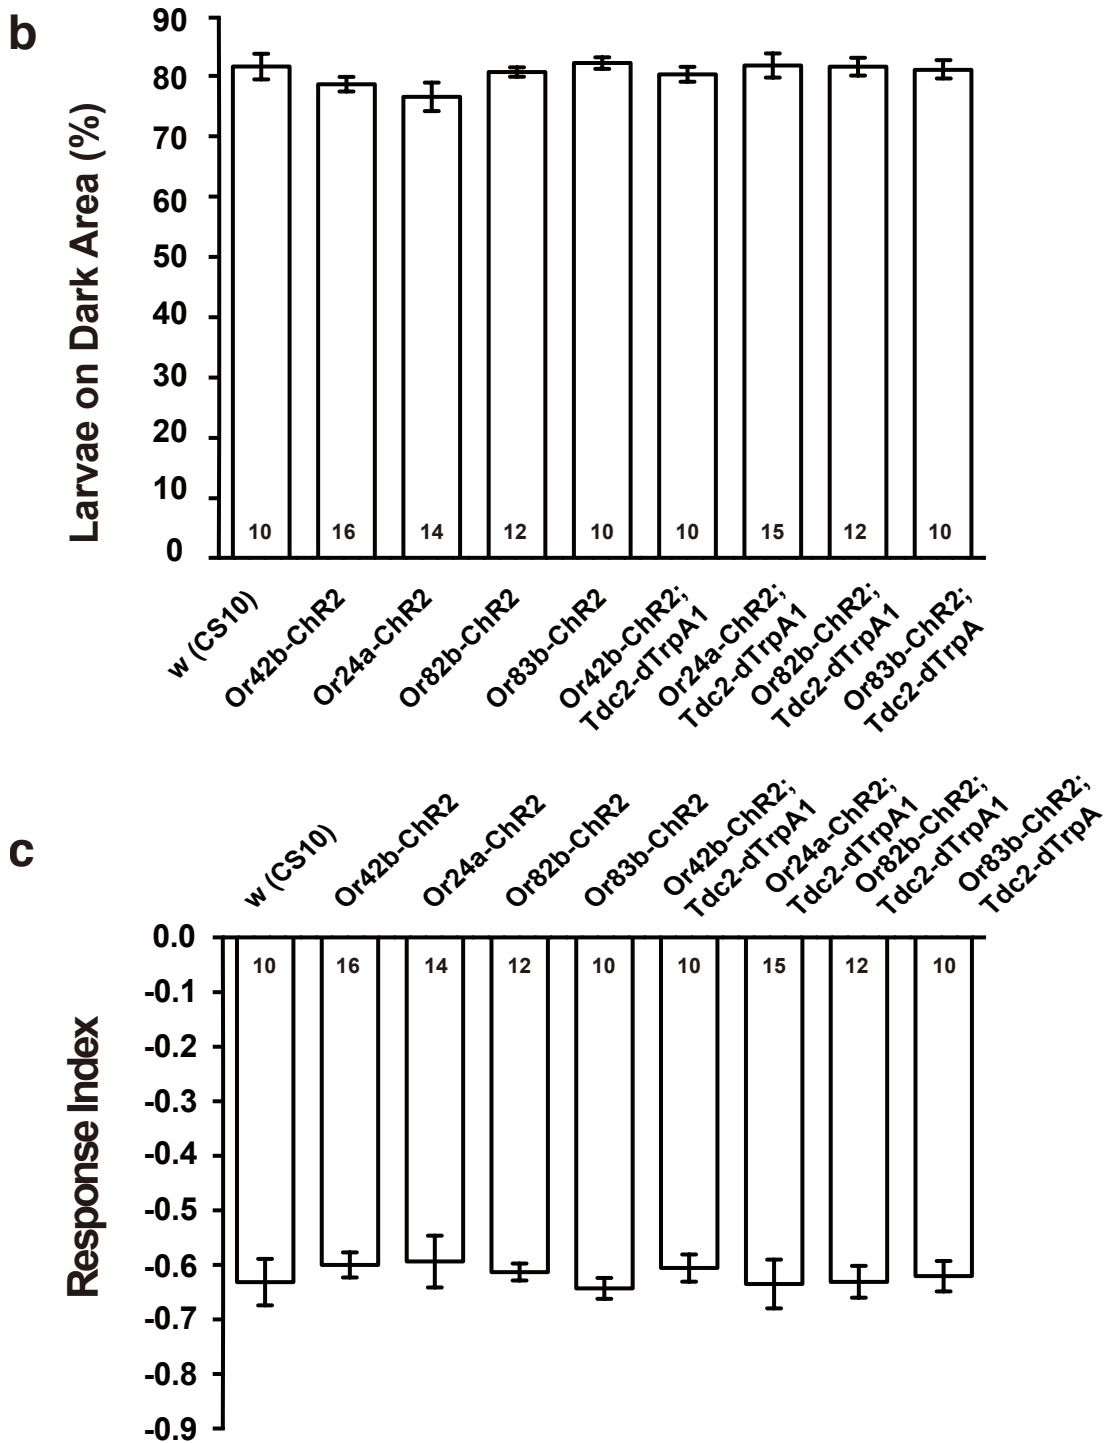 b
Larvae on Dark Area (%)
90
80
70
60
50
40
30
20
10
0
10 16 14 12 10 10 15 12 10
w (CS10)
Or42b-ChR2
Or24a-ChR2
Or82b-ChR2
Or83b-ChR2
Or42b-ChR2;
Tdc2-dTrpA1
Or24a-ChR2;
Tdc2-dTrpA1
Or82b-ChR2;
Tdc2-dTrpA1
Or83b-ChR2;
Tdc2-dTrpA
c
w (CS10)
Or42b-ChR2
Or24a-ChR2
Or82b-ChR2
Or83b-ChR2
Or42b-ChR2;
Tdc2-dTrpA1
Or24a-ChR2;
Tdc2-dTrpA1
Or82b-ChR2;
Tdc2-dTrpA1
Or83b-ChR2;
Tdc2-dTrpA
Response Index
0.0
-0.1
-0.2
-0.3
-0.4
-0.5
-0.6
-0.7
-0.8
-0.9
10 16 14 12 10 10 15 12 10